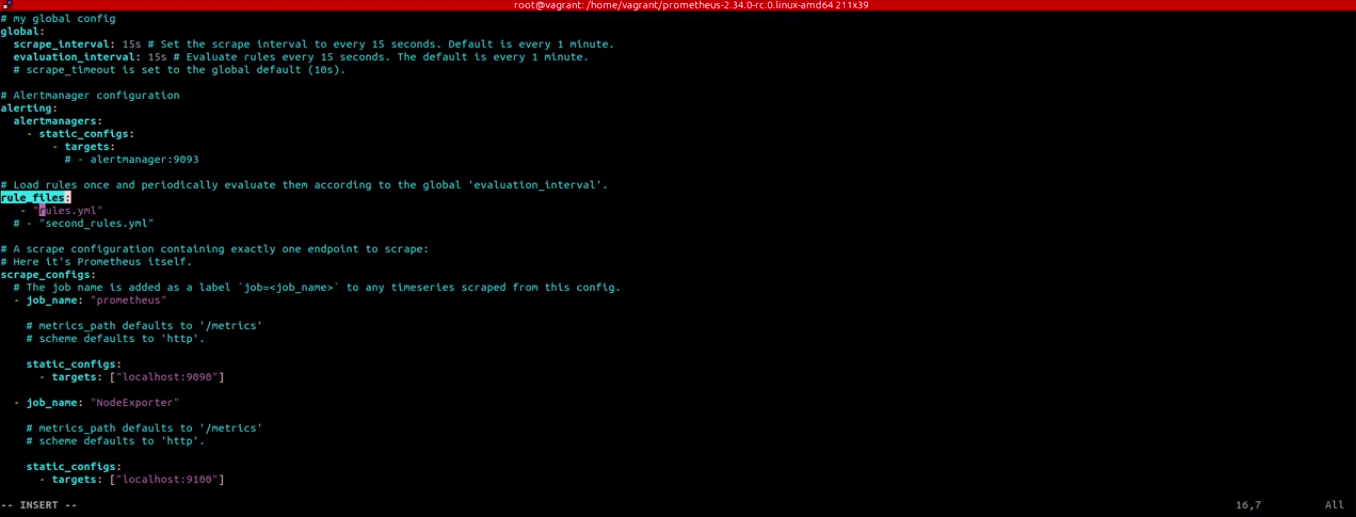 root@vagrant: /home/vagrant/prometheus-2.34.0-rc.0.linux-amd64 211x39
# my global config
global:
  scrape_interval: 15s # Set the scrape interval to every 15 seconds. Default is every 1 minute.
  evaluation_interval: 15s # Evaluate rules every 15 seconds. The default is every 1 minute.
  # scrape_timeout is set to the global default (10s).
# Alertmanager configuration
alerting:
  alertmanagers:
    - static_configs:
        - targets:
          # - alertmanager:9093
# Load rules once and periodically evaluate them according to the global 'evaluation_interval'.
rule_files:
   - "rules.yml"
  # - "second_rules.yml"
# A scrape configuration containing exactly one endpoint to scrape:
# Here it's Prometheus itself.
scrape_configs:
  # The job name is added as a label `job=<job_name>` to any timeseries scraped from this config.
  - job_name: "prometheus"
    # metrics_path defaults to '/metrics'
    # scheme defaults to 'http'.
    static_configs:
      - targets: ["localhost:9090"]
  - job_name: "NodeExporter"
    # metrics_path defaults to '/metrics'
    # scheme defaults to 'http'.
    static_configs:
      - targets: ["localhost:9100"]
-- INSERT -- 16,7 All